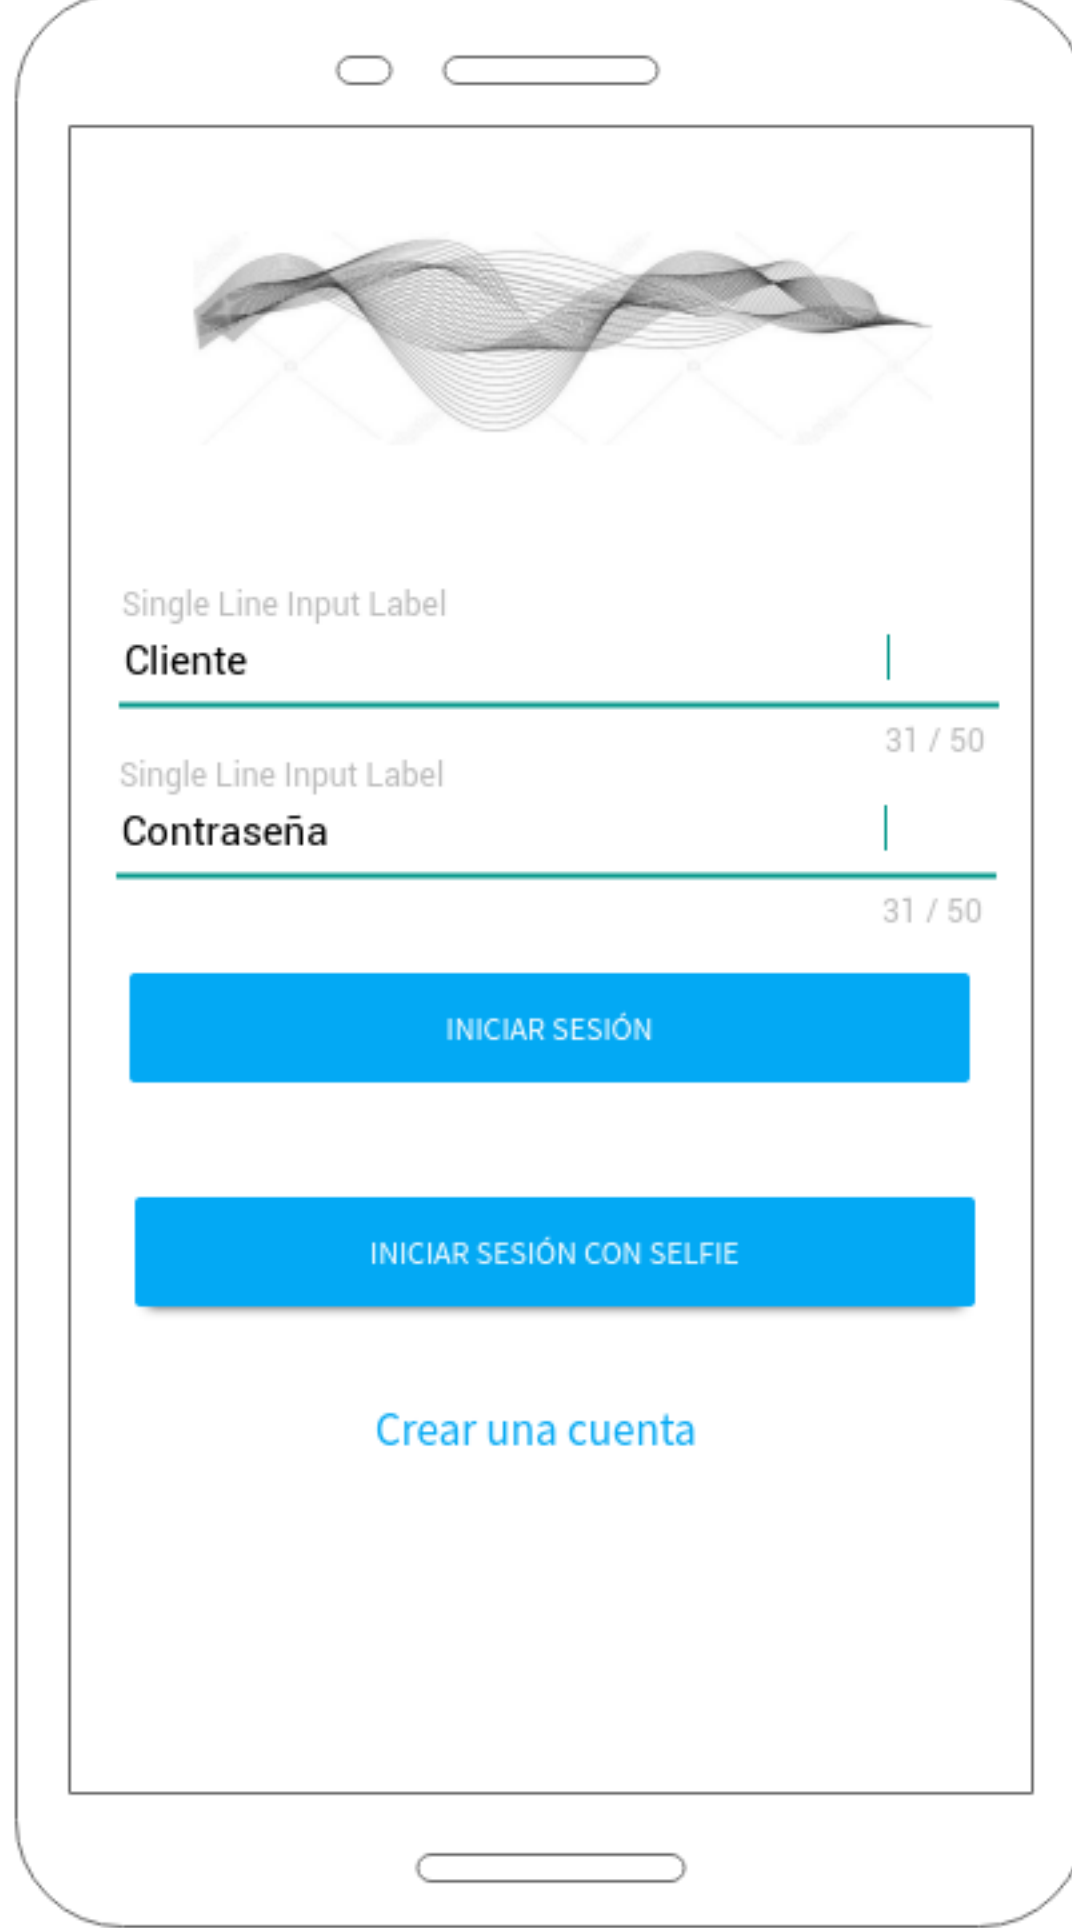 Single Line Input Label
Cliente
31 / 50
Single Line Input Label
Contraseña
31 / 50
INICIAR SESIÓN
INICIAR SESIÓN CON SELFIE
Crear una cuenta